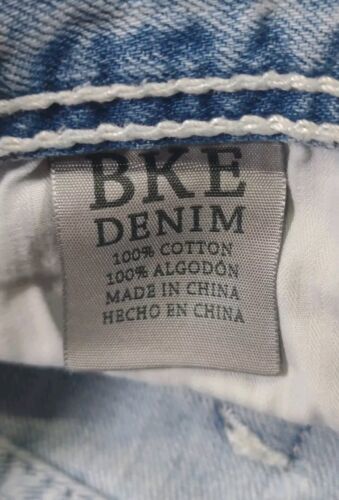 BKE
DENIM
100% COTTON
100% ALGODÓN
MADE IN CHINA
HECHO EN CHINA